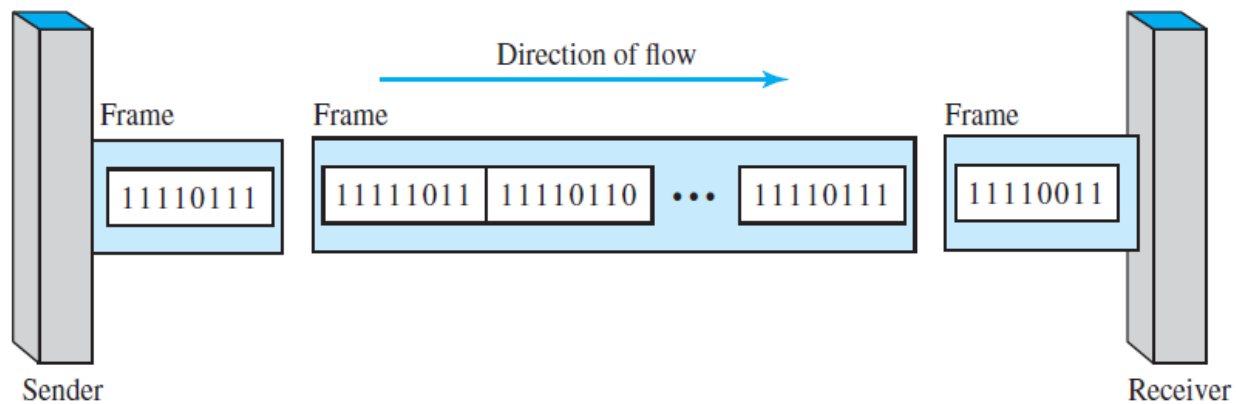 Direction of flow
Frame Frame Frame
11110111 11111011 11110110 ••• 11110111 11110011
Sender Receiver